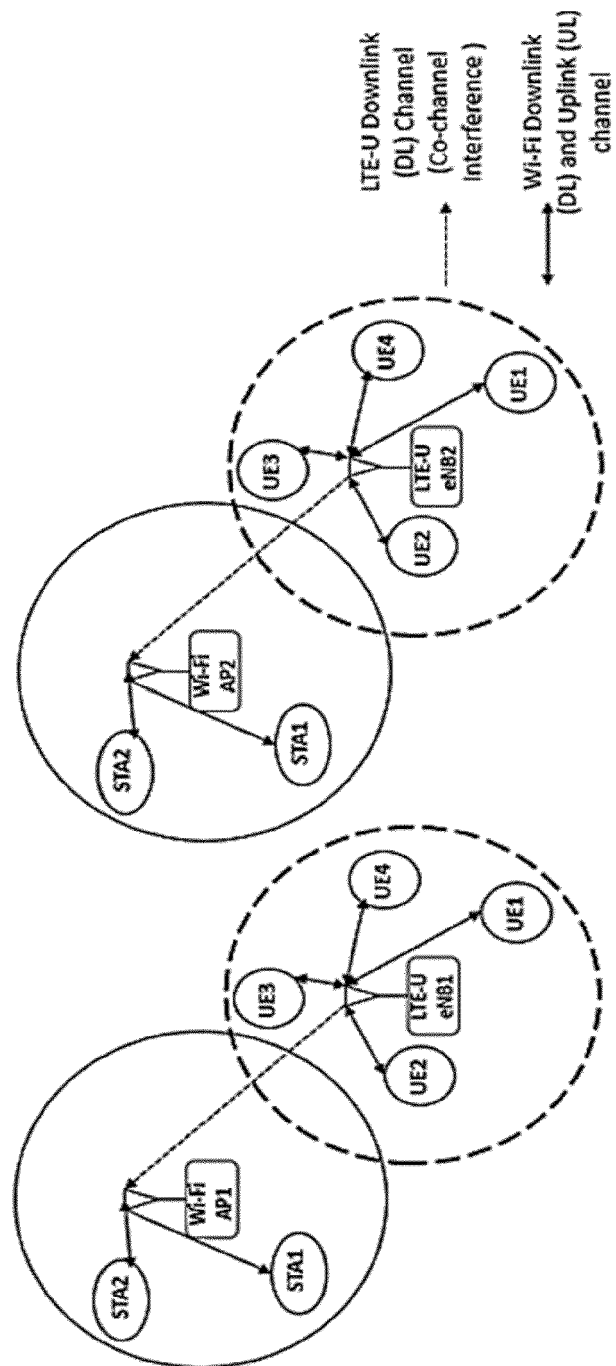 STA2
Wi-Fi
AP1
STA1
UE3
UE2
LTE-U
eNB1
UE4
UE1
STA2
Wi-Fi
AP2
STA1
UE3
UE2
LTE-U
eNB2
UE4
UE1
LTE-U Downlink
(DL) Channel
(Co-channel
Interference )
Wi-Fi Downlink
(DL) and Uplink (UL)
channel